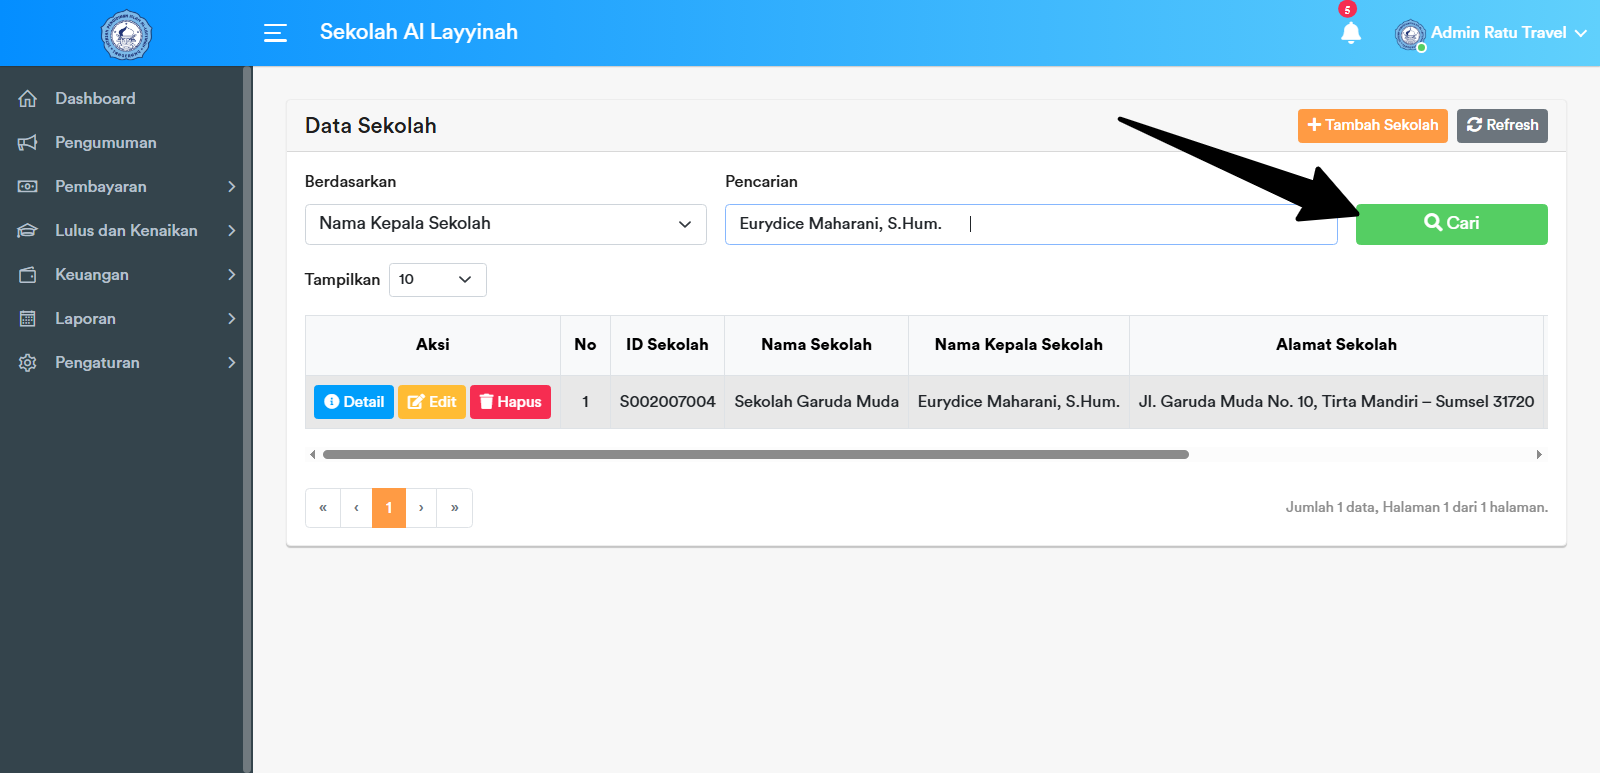 5
Sekolah Al Layyinah
Admin Ratu Travel
Dashboard
Pengumuman
Pembayaran
Lulus dan Kenaikan
Keuangan
Laporan
Pengaturan
Data Sekolah
Tambah Sekolah
Refresh
Berdasarkan
Pencarian
Nama Kepala Sekolah
Eurydice Maharani, S.Hum.
Cari
Tampilkan 10
Aksi No ID Sekolah Nama Sekolah Nama Kepala Sekolah Alamat Sekolah
Detail Edit Hapus 1 S002007004 Sekolah Garuda Muda Eurydice Maharani, S.Hum. Jl. Garuda Muda No. 10, Tirta Mandiri – Sumsel 31720
« ‹ 1 › »
Jumlah 1 data, Halaman 1 dari 1 halaman.